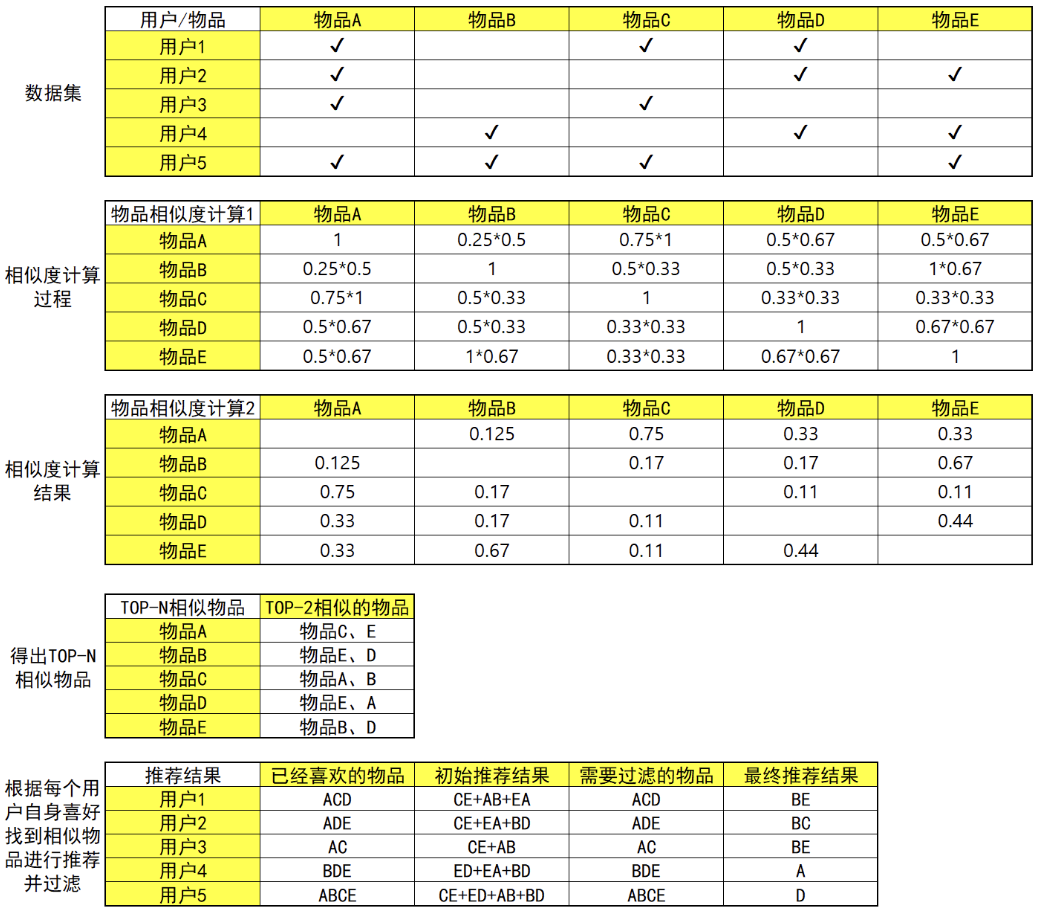 数据集
用户/物品 物品A 物品B 物品C 物品D 物品E
用户1 ✓ ✓ ✓
用户2 ✓ ✓ ✓
用户3 ✓ ✓
用户4 ✓ ✓ ✓
用户5 ✓ ✓ ✓ ✓
相似度计算
过程
物品相似度计算1 物品A 物品B 物品C 物品D 物品E
物品A 1 0.25*0.5 0.75*1 0.5*0.67 0.5*0.67
物品B 0.25*0.5 1 0.5*0.33 0.5*0.33 1*0.67
物品C 0.75*1 0.5*0.33 1 0.33*0.33 0.33*0.33
物品D 0.5*0.67 0.5*0.33 0.33*0.33 1 0.67*0.67
物品E 0.5*0.67 1*0.67 0.33*0.33 0.67*0.67 1
相似度计算
结果
物品相似度计算2 物品A 物品B 物品C 物品D 物品E
物品A 0.125 0.75 0.33 0.33
物品B 0.125 0.17 0.17 0.67
物品C 0.75 0.17 0.11 0.11
物品D 0.33 0.17 0.11 0.44
物品E 0.33 0.67 0.11 0.44
得出TOP-N
相似物品
TOP-N相似物品 TOP-2相似的物品
物品A 物品C、E
物品B 物品E、D
物品C 物品A、B
物品D 物品E、A
物品E 物品B、D
根据每个用
户自身喜好
找到相似物
品进行推荐
并过滤
推荐结果 已经喜欢的物品 初始推荐结果 需要过滤的物品 最终推荐结果
用户1 ACD CE+AB+EA ACD BE
用户2 ADE CE+EA+BD ADE BC
用户3 AC CE+AB AC BE
用户4 BDE ED+EA+BD BDE A
用户5 ABCE CE+ED+AB+BD ABCE D